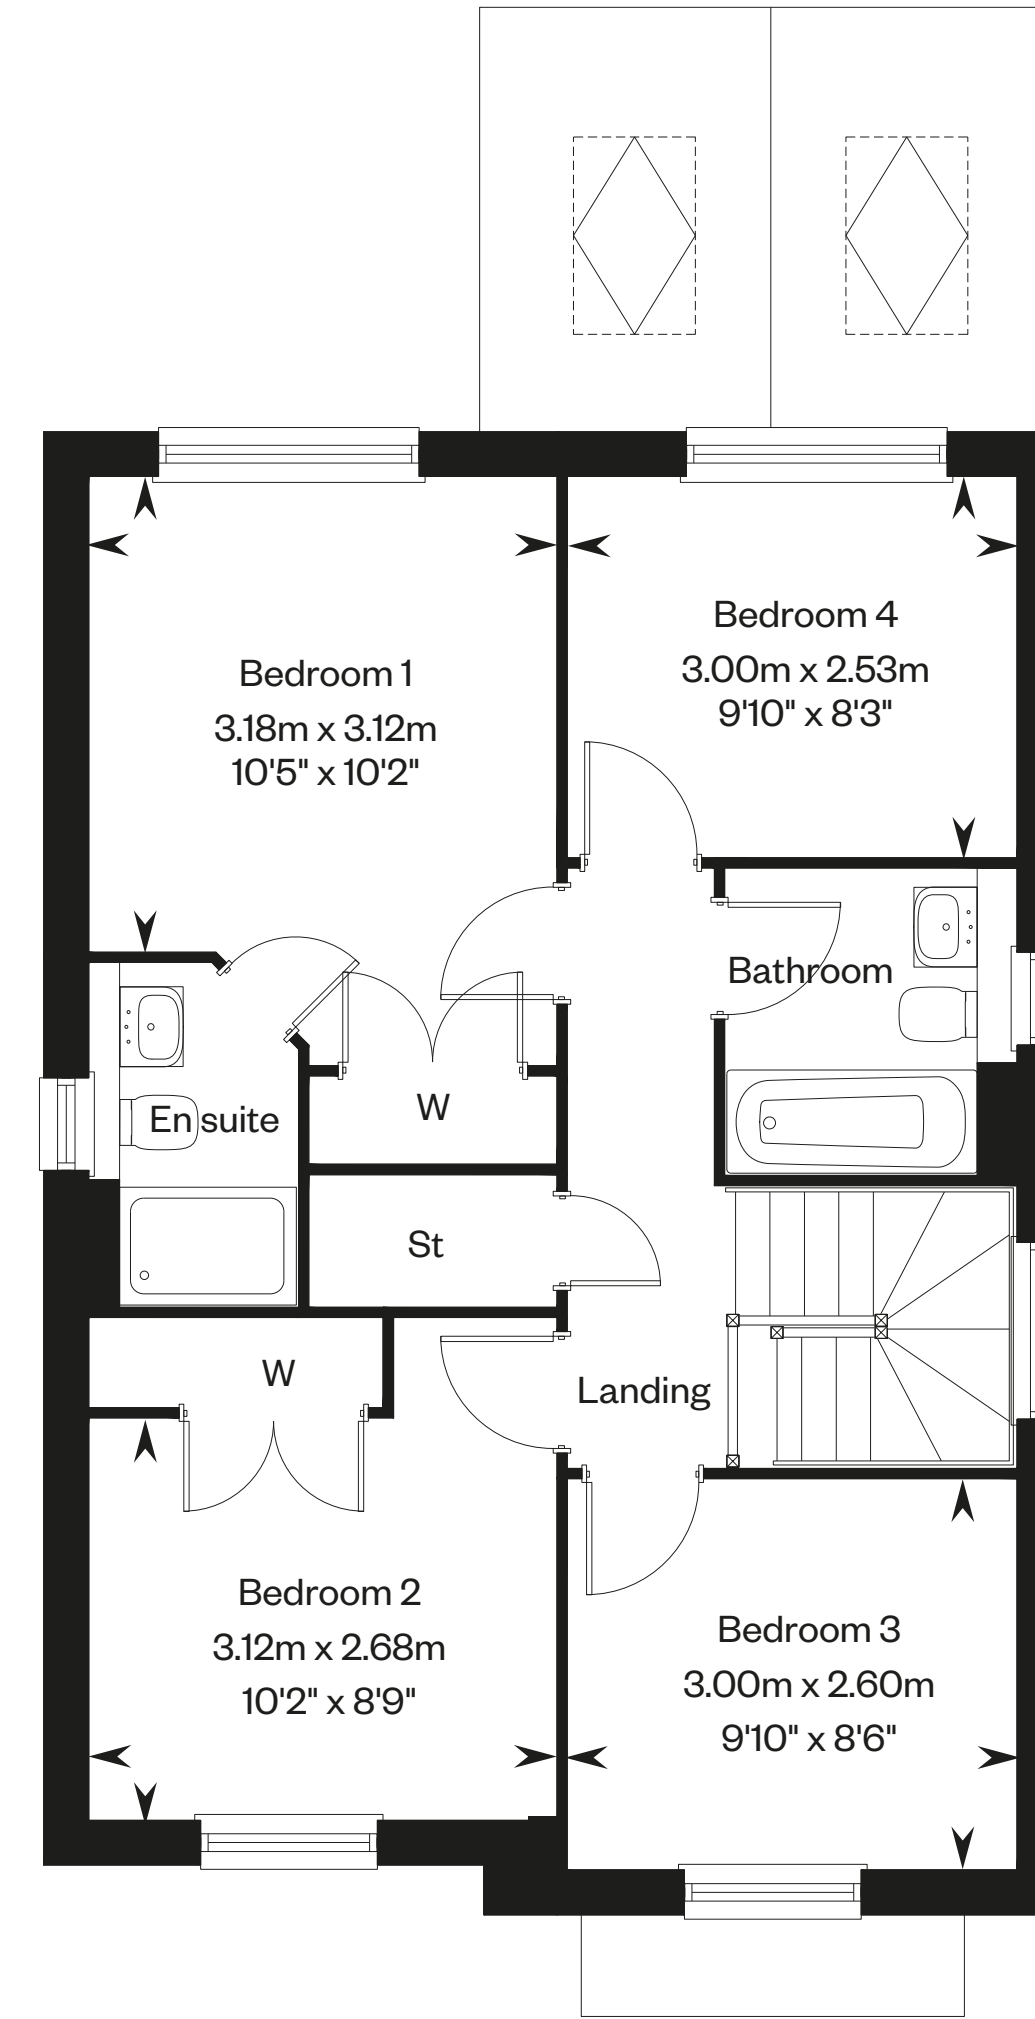 Bedroom 4
3.00m x 2.53m
9'10" x 8'3"
Bedroom 1
3.18m x 3.12m
10'5" x 10'2"
Bathroom
W
En suite
St
W
Landing
Bedroom 2
3.12m x 2.68m
10'2" x 8'9"
Bedroom 3
3.00m x 2.60m
9'10" x 8'6"